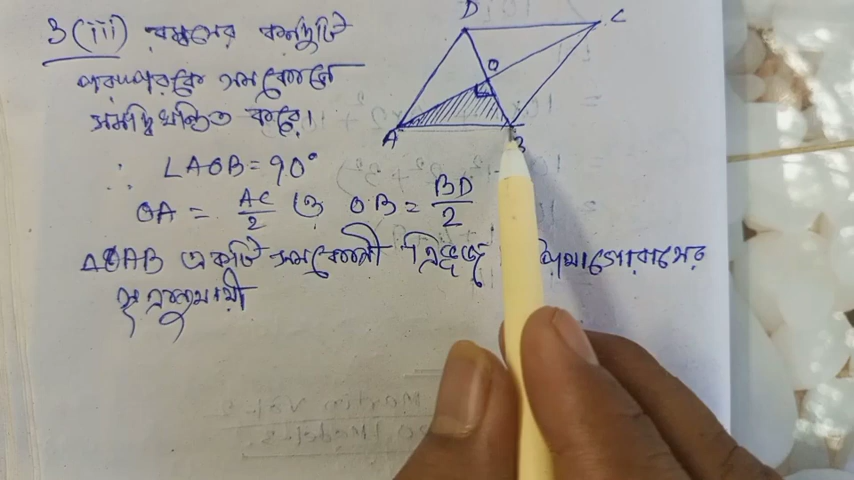 3(iii) রম্বসের কর্ণদুটি
পরস্পরকে সমকোণে
সমদ্বিখণ্ডিত করে।
∴ ∠AOB = 90°
OA = AC/2 ও OB = BD/2
ΔOAB একটি সমকোণী ত্রিভুজ পিথাগোরাসের
সূত্রানুযায়ী
D
C
O
A
B